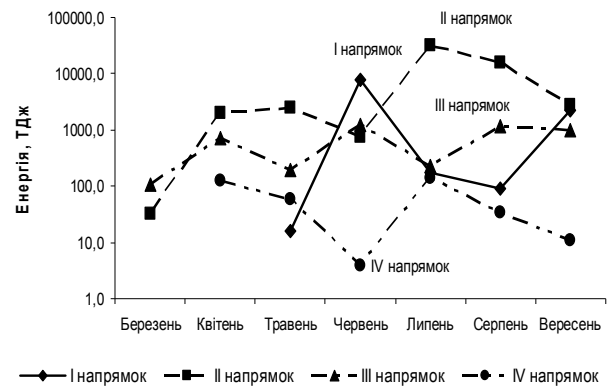 Енергія, ТДж
100000,0
10000,0
1000,0
100,0
10,0
1,0
II напрямок
I напрямок
III напрямок
IV напрямок
Березень Квітень Травень Червень Липень Серпень Вересень
I напрямок II напрямок III напрямок IV напрямок